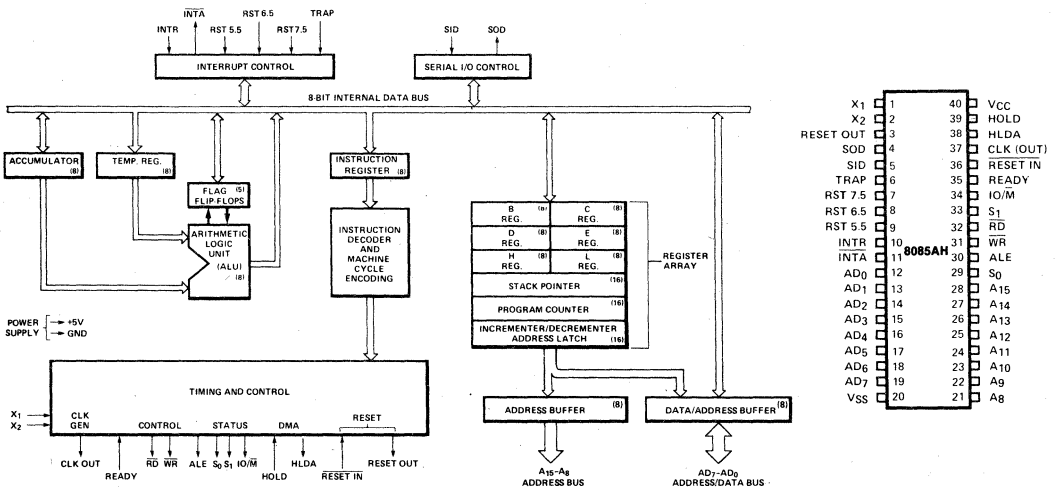 INTR
INTA
RST 5.5
RST 6.5
RST 7.5
TRAP
INTERRUPT CONTROL
SID
SOD
SERIAL I/O CONTROL
8-BIT INTERNAL DATA BUS
ACCUMULATOR (8)
TEMP. REG. (8)
FLAG (5)
FLIP-FLOPS
ARITHMETIC
LOGIC
UNIT
(ALU)
(8)
INSTRUCTION
REGISTER (8)
INSTRUCTION
DECODER
AND
MACHINE
CYCLE
ENCODING
B (8)
REG.
C (8)
REG.
D (8)
REG.
E (8)
REG.
H (8)
REG.
L (8)
REG.
STACK POINTER (16)
PROGRAM COUNTER (16)
INCREMENTER/DECREMENTER
ADDRESS LATCH (16)
REGISTER
ARRAY
POWER
SUPPLY
+5V
GND
TIMING AND CONTROL
X1
X2
CLK
GEN
CONTROL
STATUS
DMA
RESET
CLK OUT
READY
RD
WR
ALE
S0
S1
IO/M
HOLD
HLDA
RESET IN
RESET OUT
ADDRESS BUFFER (8)
DATA/ADDRESS BUFFER (8)
A15-A8
ADDRESS BUS
AD7-AD0
ADDRESS/DATA BUS
8085AH
X1 1
X2 2
RESET OUT 3
SOD 4
SID 5
TRAP 6
RST 7.5 7
RST 6.5 8
RST 5.5 9
INTR 10
INTA 11
AD0 12
AD1 13
AD2 14
AD3 15
AD4 16
AD5 17
AD6 18
AD7 19
VSS 20
40 VCC
39 HOLD
38 HLDA
37 CLK (OUT)
36 RESET IN
35 READY
34 IO/M
33 S1
32 RD
31 WR
30 ALE
29 S0
28 A15
27 A14
26 A13
25 A12
24 A11
23 A10
22 A9
21 A8